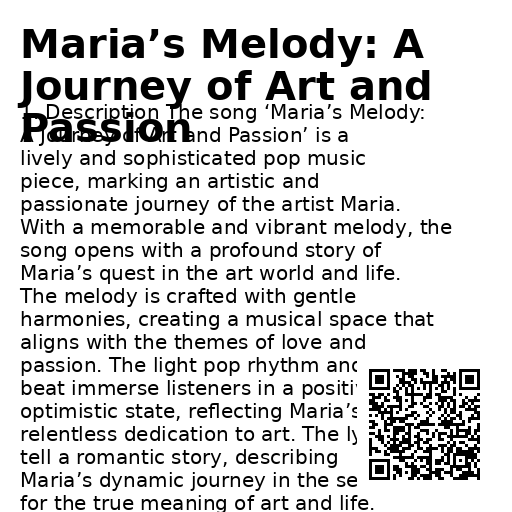 Maria’s Melody: A
Journey of Art and
Passion
1. Description The song ‘Maria’s Melody:
A Journey of Art and Passion’ is a
lively and sophisticated pop music
piece, marking an artistic and
passionate journey of the artist Maria.
With a memorable and vibrant melody, the
song opens with a profound story of
Maria’s quest in the art world and life.
The melody is crafted with gentle
harmonies, creating a musical space that
aligns with the themes of love and
passion. The light pop rhythm and
beat immerse listeners in a
optimistic state, reflecting Maria’s
relentless dedication to art. The
tell a romantic story, describing
Maria’s dynamic journey in the
for the true meaning of art and life.